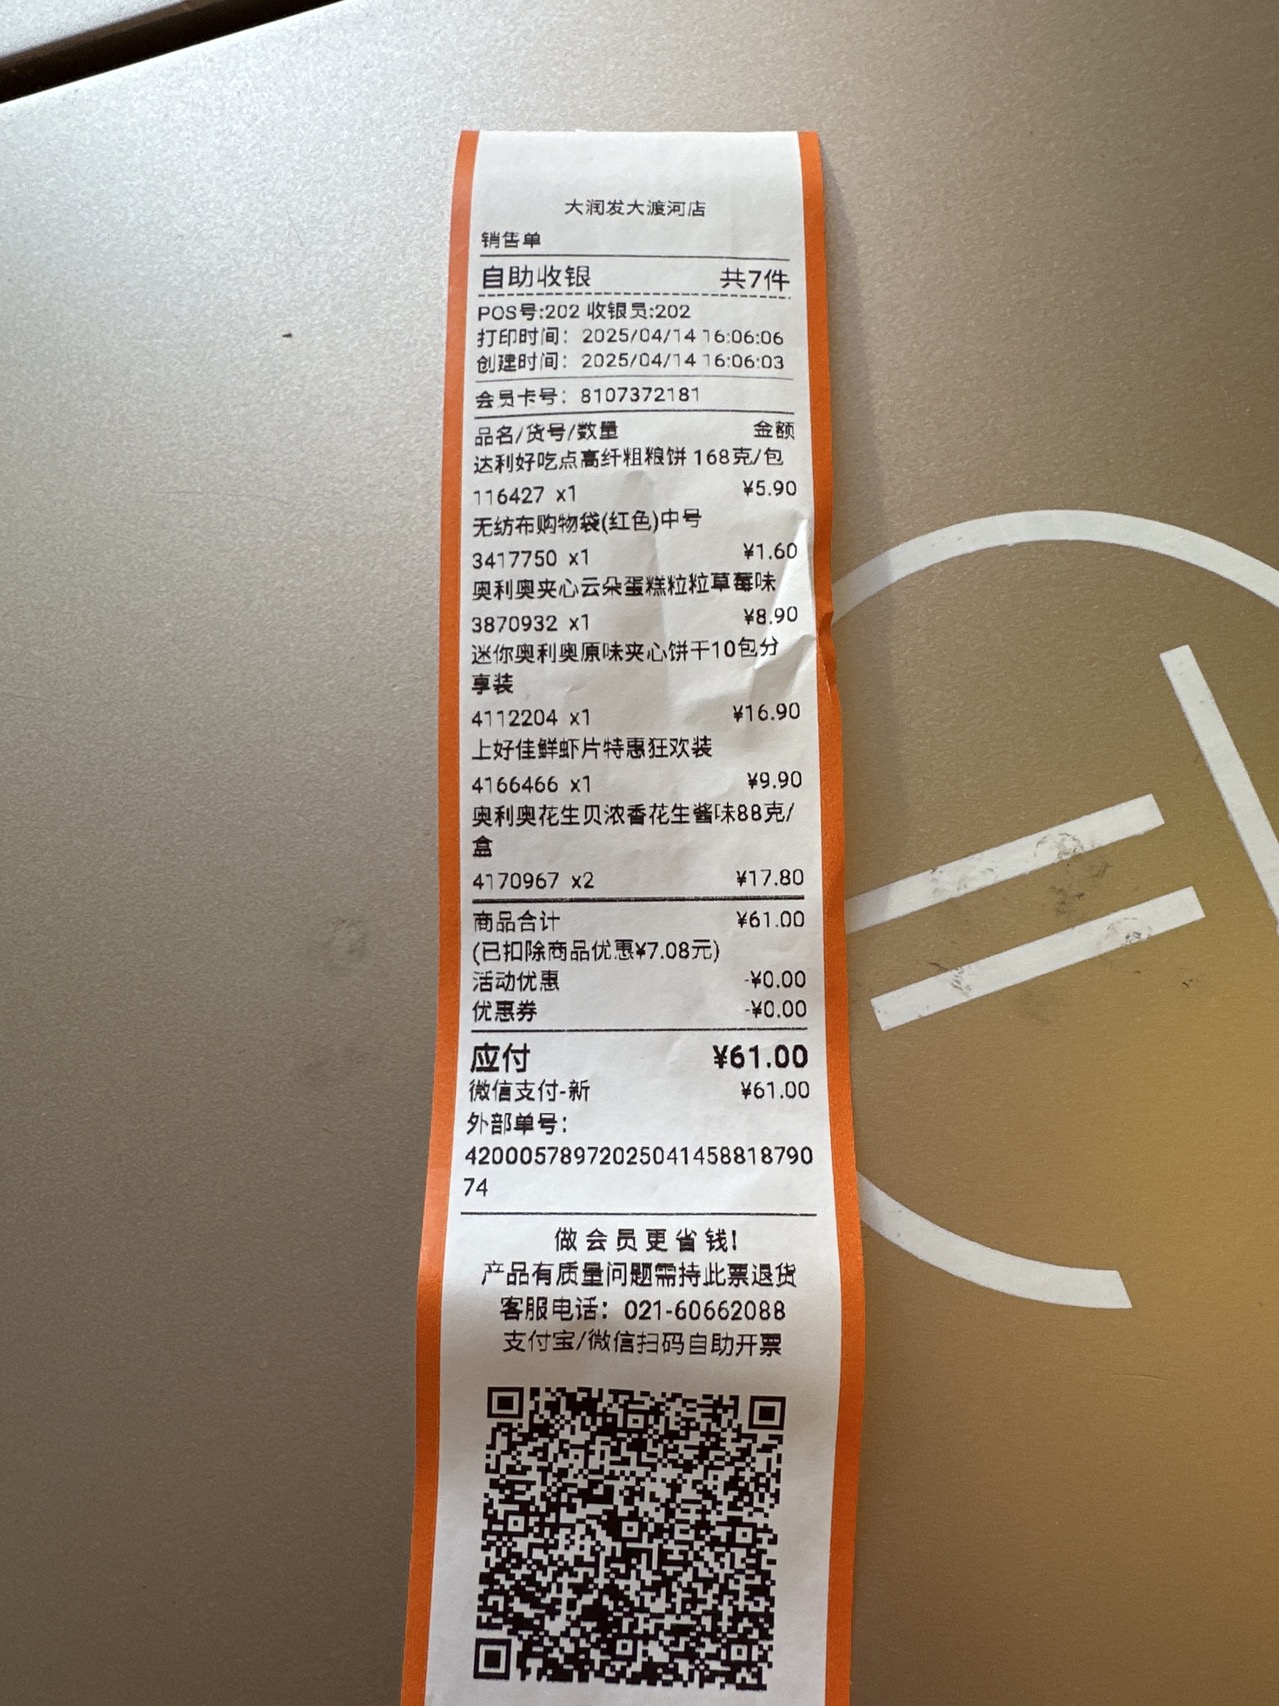 大润发大渡河店
销售单
自助收银 共7件
POS号:202 收银员:202
打印时间: 2025/04/14 16:06:06
创建时间: 2025/04/14 16:06:03
会员卡号: 8107372181
品名/货号/数量 金额
达利好吃点高纤粗粮饼 168克/包
116427 x1 ¥5.90
无纺布购物袋(红色)中号
3417750 x1 ¥1.60
奥利奥夹心云朵蛋糕粒粒草莓味
3870932 x1 ¥8.90
迷你奥利奥原味夹心饼干10包分
享装
4112204 x1 ¥16.90
上好佳鲜虾片特惠狂欢装
4166466 x1 ¥9.90
奥利奥花生贝浓香花生酱味88克/
盒
4170967 x2 ¥17.80
商品合计 ¥61.00
(已扣除商品优惠¥7.08元)
活动优惠 -¥0.00
优惠券 -¥0.00
应付 ¥61.00
微信支付-新 ¥61.00
外部单号:
42000578972025041458818790
74
做会员更省钱!
产品有质量问题需持此票退货
客服电话: 021-60662088
支付宝/微信扫码自助开票